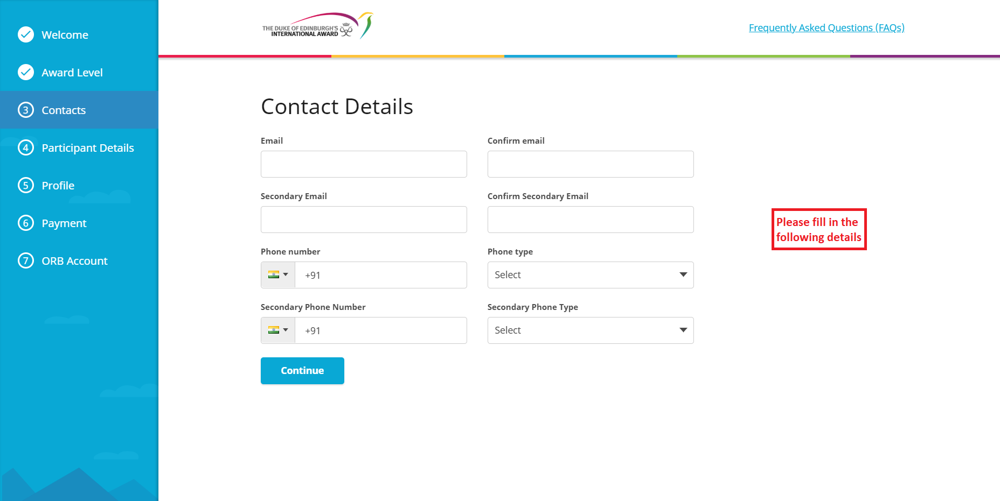 Welcome
Award Level
3 Contacts
4 Participant Details
5 Profile
6 Payment
7 ORB Account
THE DUKE OF EDINBURGH'S
INTERNATIONAL AWARD
Frequently Asked Questions (FAQs)
Contact Details
Email
Confirm email
Secondary Email
Confirm Secondary Email
Phone number
Phone type
+91
Select
Secondary Phone Number
Secondary Phone Type
+91
Select
Continue
Please fill in the
following details